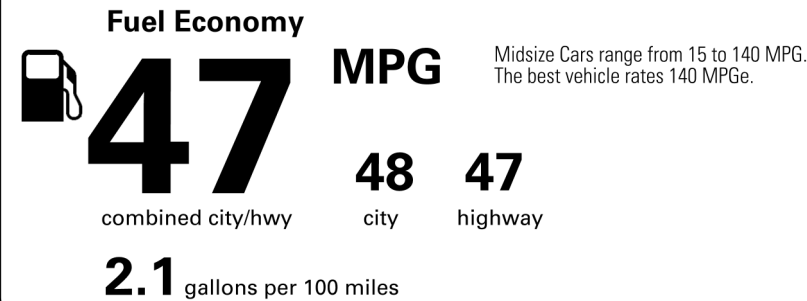 Fuel Economy
47 MPG
Midsize Cars range from 15 to 140 MPG.
The best vehicle rates 140 MPGe.
combined city/hwy
48 city
47 highway
2.1 gallons per 100 miles